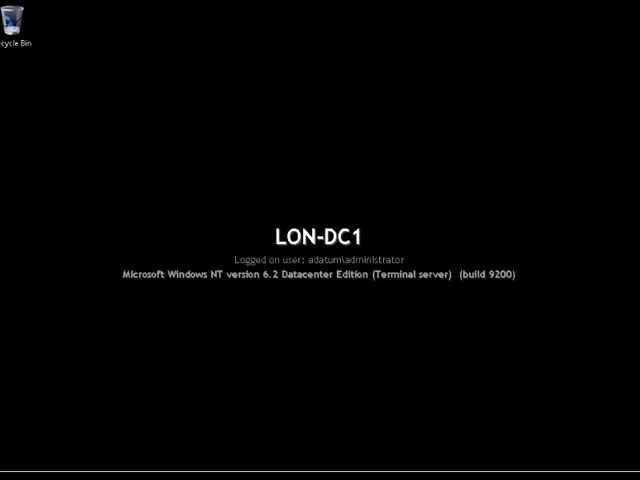 cycle Bin
LON-DC1
Logged on user: adatum\administrator
Microsoft Windows NT version 6.2 Datacenter Edition (Terminal server) (build 9200)